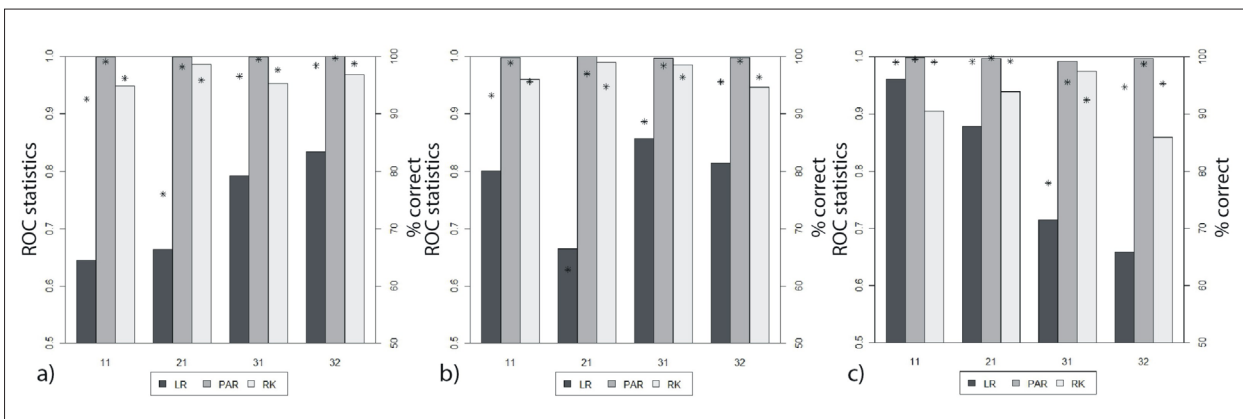 1.0 100 1.0 100 1.0 100
0.9 90 0.9 90 0.9 90
0.8 80 0.8 80 0.8 80
0.7 70 0.7 70 0.7 70
0.6 60 0.6 60 0.6 60
0.5 50 0.5 50 0.5 50
ROC statistics
% correct
ROC statistics
% correct
ROC statistics
% correct
11 21 31 32
11 21 31 32
11 21 31 32
a)
LR PAR RK
b)
LR PAR RK
c)
LR PAR RK